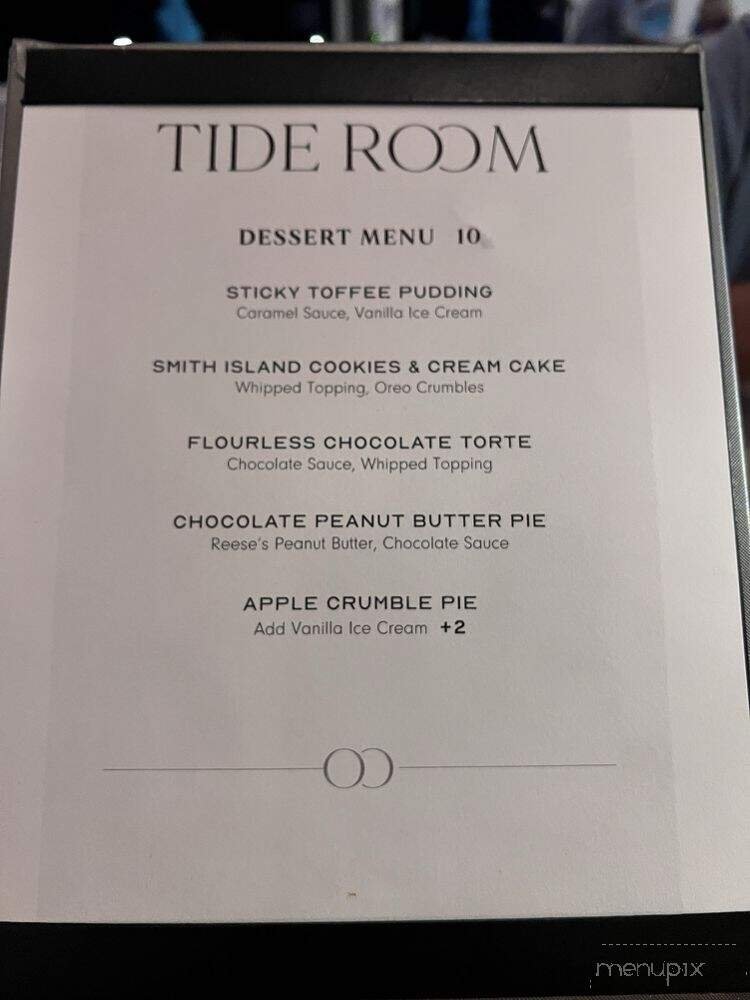 TIDE ROOM
DESSERT MENU 10
STICKY TOFFEE PUDDING
Caramel Sauce, Vanilla Ice Cream
SMITH ISLAND COOKIES & CREAM CAKE
Whipped Topping, Oreo Crumbles
FLOURLESS CHOCOLATE TORTE
Chocolate Sauce, Whipped Topping
CHOCOLATE PEANUT BUTTER PIE
Reese's Peanut Butter, Chocolate Sauce
APPLE CRUMBLE PIE
Add Vanilla Ice Cream +2
menupix